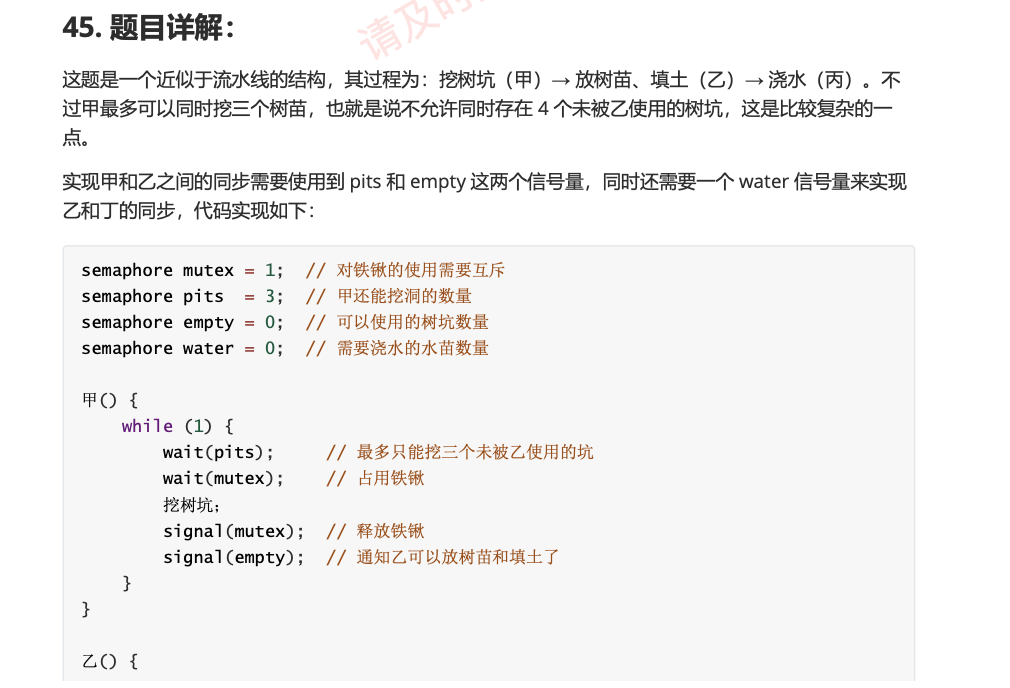 请及时
45. 题目详解：
这题是一个近似于流水线的结构，其过程为：挖树坑（甲）→ 放树苗、填土（乙）→ 浇水（丙）。不
过甲最多可以同时挖三个树苗，也就是说不允许同时存在 4 个未被乙使用的树坑，这是比较复杂的一
点。
实现甲和乙之间的同步需要使用到 pits 和 empty 这两个信号量，同时还需要一个 water 信号量来实现
乙和丁的同步，代码实现如下：
semaphore mutex = 1;  // 对铁锹的使用需要互斥
semaphore pits  = 3;  // 甲还能挖洞的数量
semaphore empty = 0;  // 可以使用的树坑数量
semaphore water = 0;  // 需要浇水的水苗数量
甲() {
    while (1) {
        wait(pits);     // 最多只能挖三个未被乙使用的坑
        wait(mutex);    // 占用铁锹
        挖树坑;
        signal(mutex);  // 释放铁锹
        signal(empty);  // 通知乙可以放树苗和填土了
    }
}
乙() {